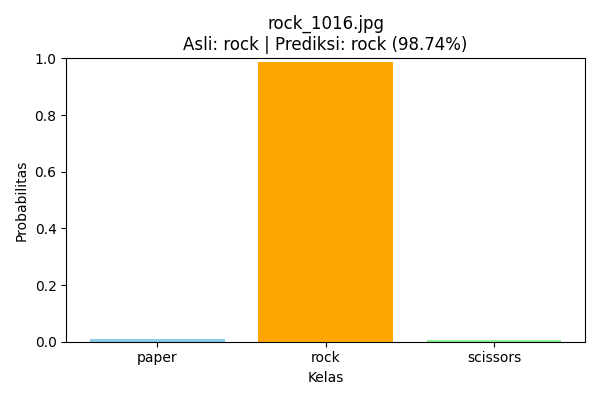 rock_1016.jpg
Asli: rock | Prediksi: rock (98.74%)
1.0
0.8
0.6
0.4
0.2
0.0
Probabilitas
paper rock scissors
Kelas